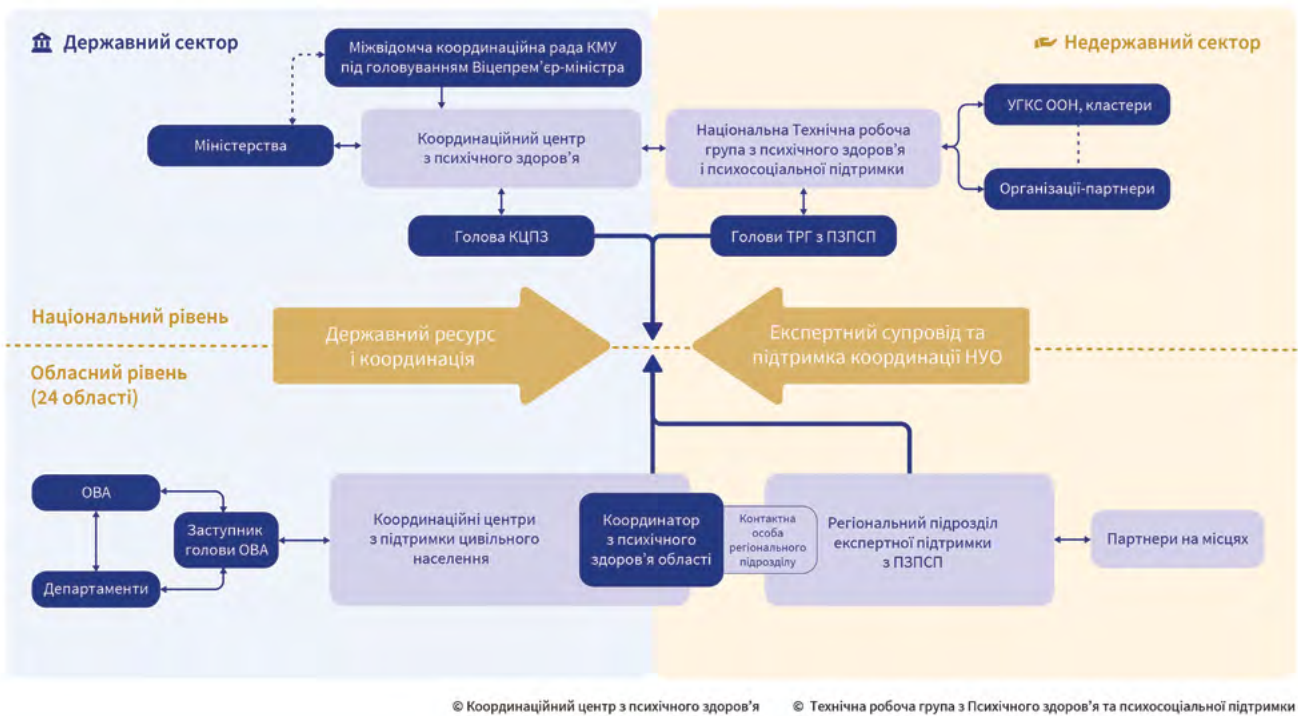 Державний сектор
Недержавний сектор
Міжвідомча координаційна рада КМУ
під головуванням Віцепрем’єр-міністра
Міністерства
Координаційний центр
з психічного здоров’я
Національна Технічна робоча
група з психічного здоров’я
і психосоціальної підтримки
УГКС ООН, кластери
Організації-партнери
Голова КЦПЗ
Голови ТРГ з ПЗПСП
Національний рівень
Державний ресурс
і координація
Експертний супровід та
підтримка координації НУО
Обласний рівень
(24 області)
ОВА
Заступник
голови ОВА
Департаменти
Координаційні центри
з підтримки цивільного
населення
Координатор
з психічного
здоров’я області
Контактна
особа
регіонального
підрозділу
Регіональний підрозділ
експертної підтримки
з ПЗПСП
Партнери на місцях
© Координаційний центр з психічного здоров’я
© Технічна робоча група з Психічного здоров’я та психосоціальної підтримки